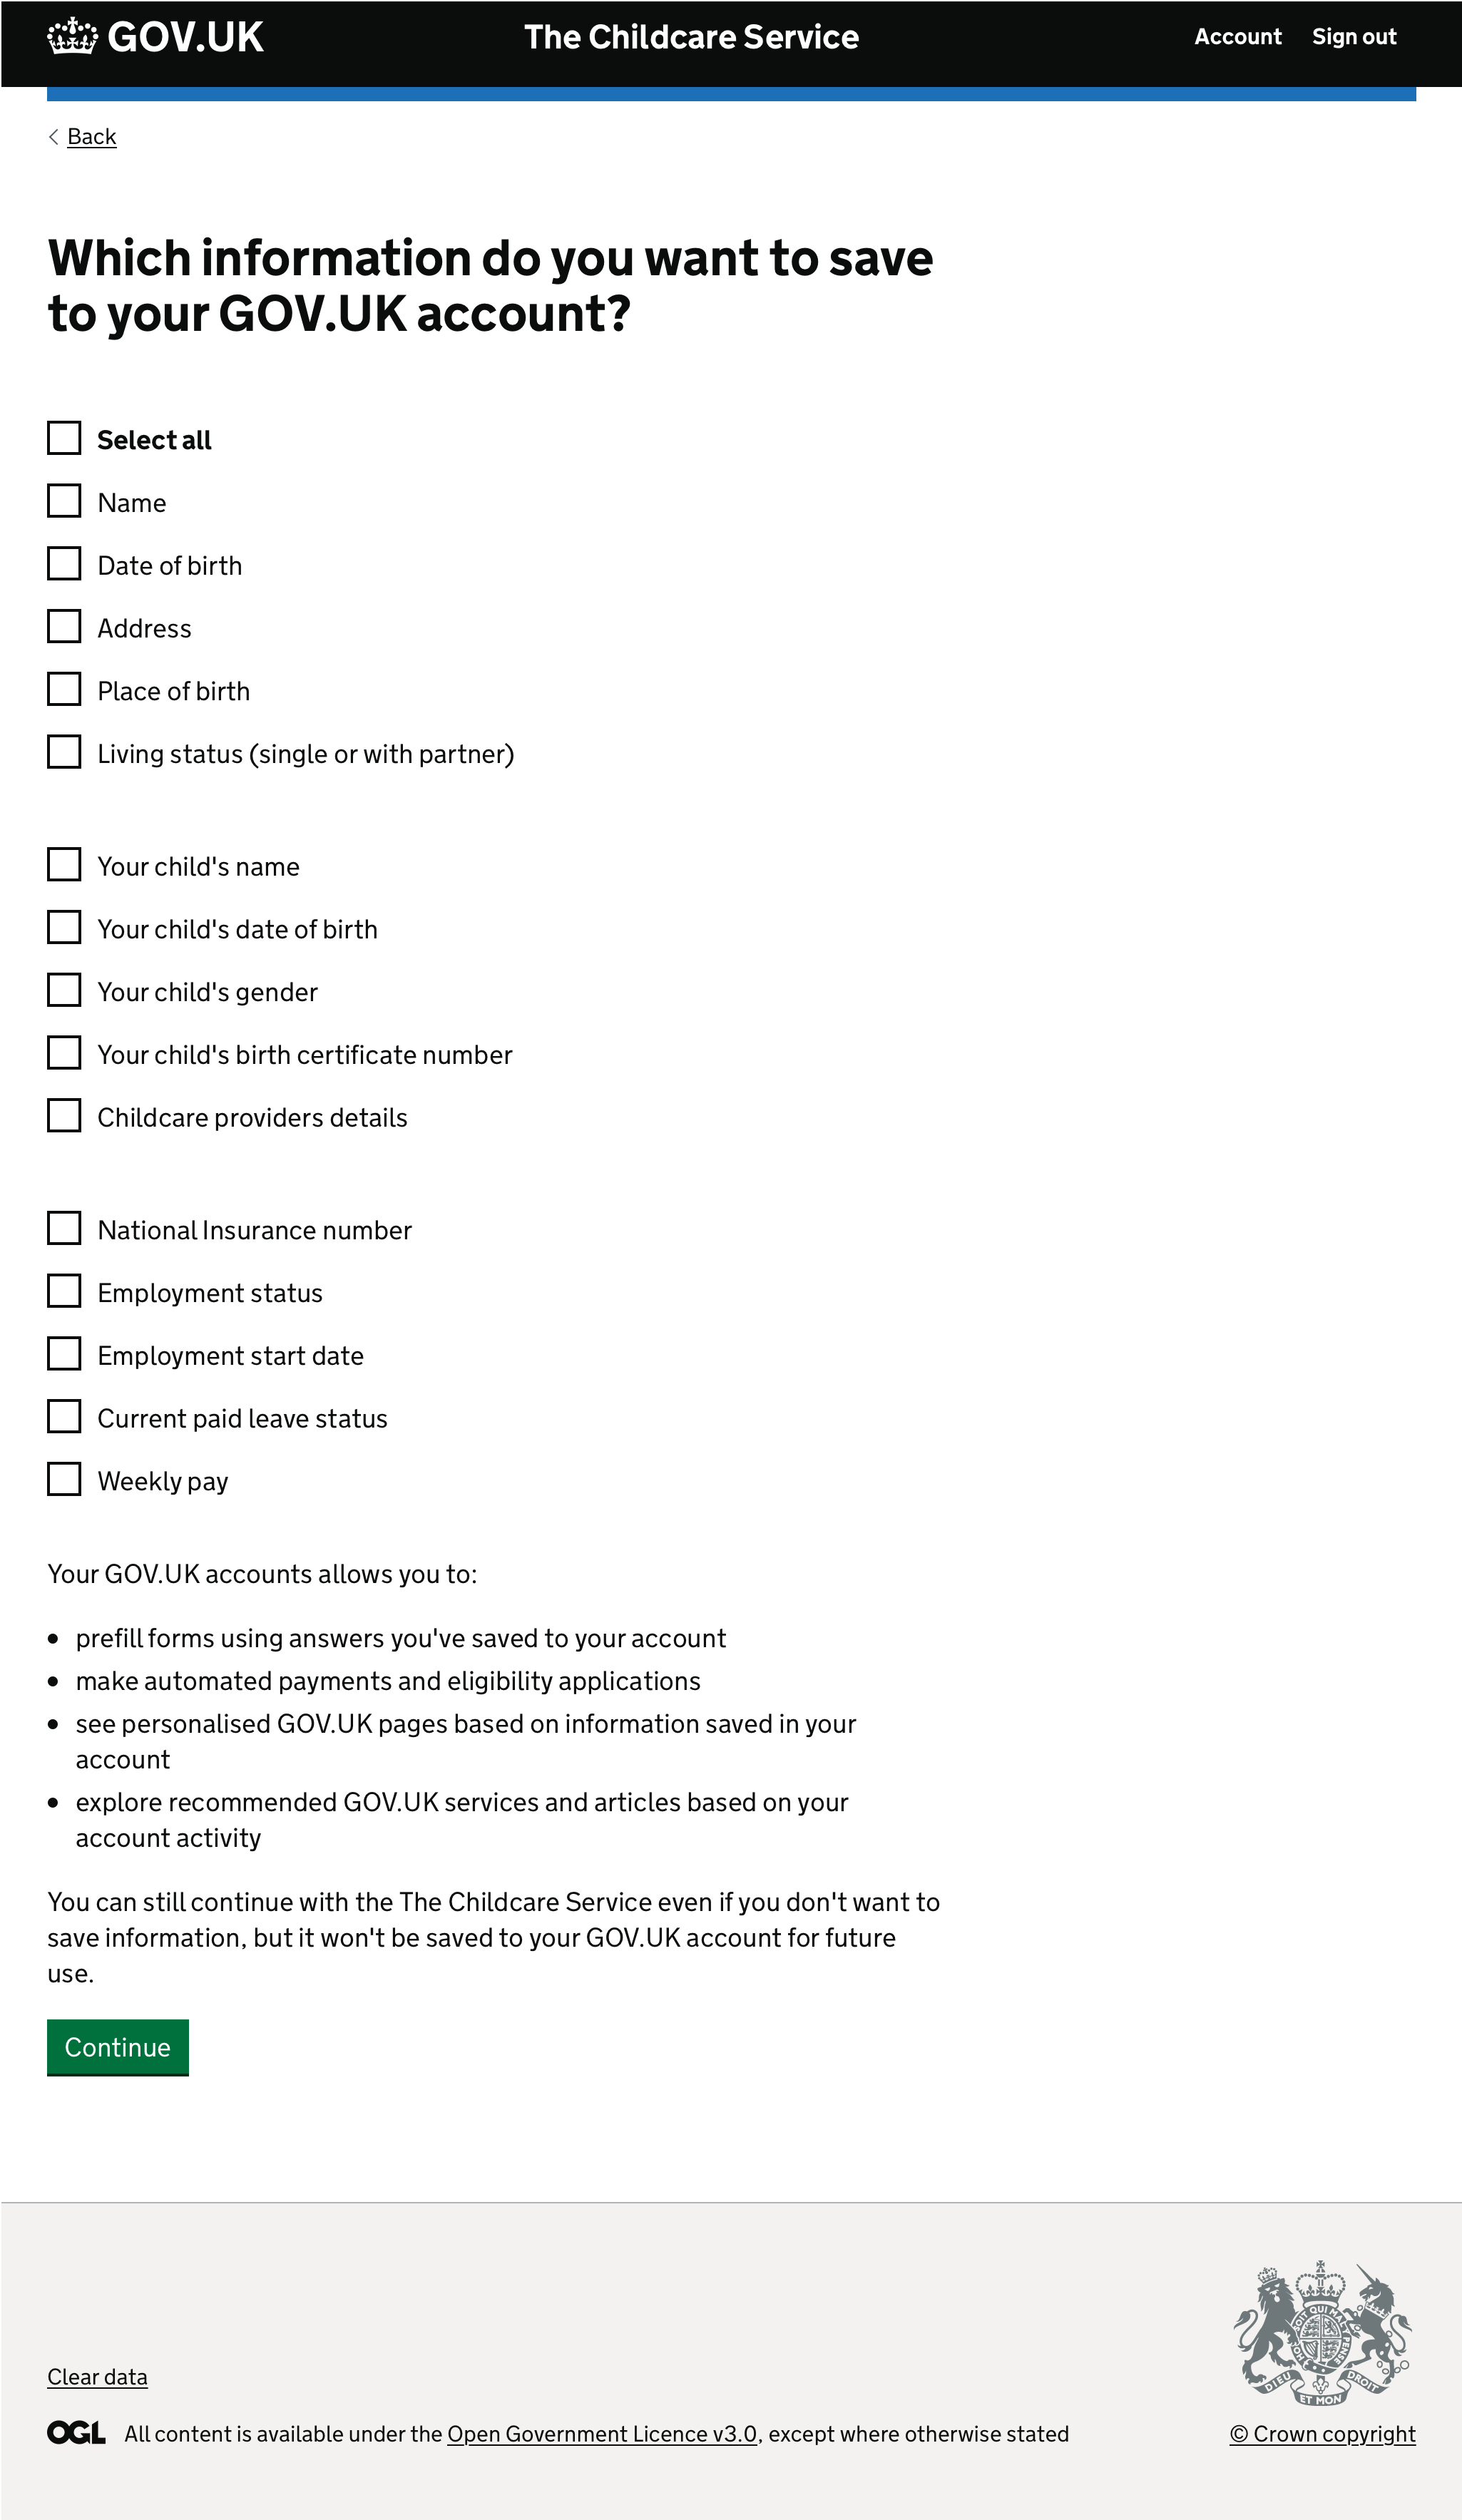 GOV.UK
The Childcare Service
Account
Sign out
Back
Which information do you want to save
to your GOV.UK account?
Select all
Name
Date of birth
Address
Place of birth
Living status (single or with partner)
Your child's name
Your child's date of birth
Your child's gender
Your child's birth certificate number
Childcare providers details
National Insurance number
Employment status
Employment start date
Current paid leave status
Weekly pay
Your GOV.UK accounts allows you to:
prefill forms using answers you've saved to your account
make automated payments and eligibility applications
see personalised GOV.UK pages based on information saved in your
account
explore recommended GOV.UK services and articles based on your
account activity
You can still continue with the The Childcare Service even if you don't want to
save information, but it won't be saved to your GOV.UK account for future
use.
Continue
DIEU ET MON DROIT
Clear data
OGL All content is available under the Open Government Licence v3.0, except where otherwise stated
© Crown copyright